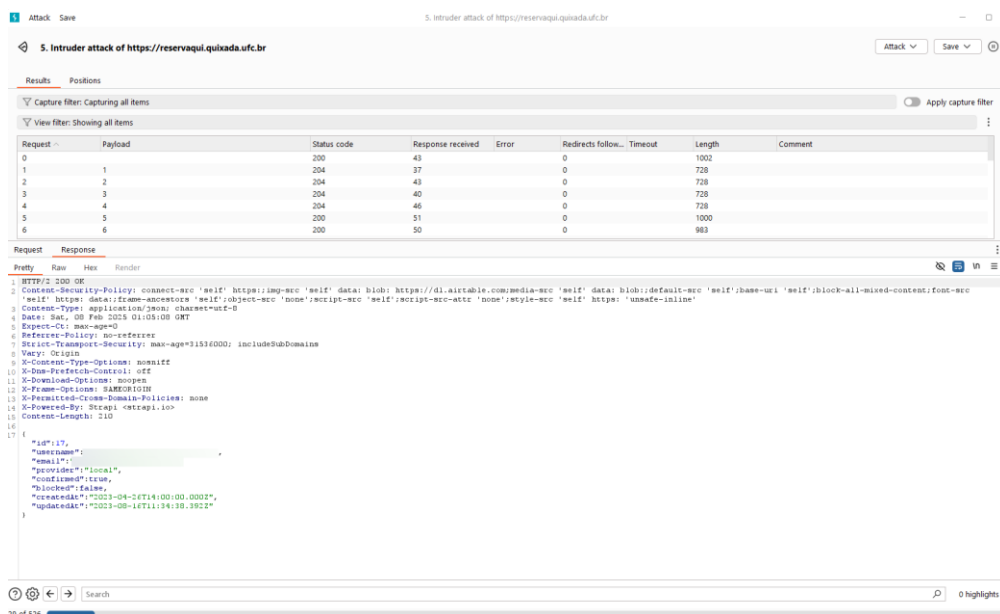 Attack Save 5. Intruder attack of https://reservaqui.quixada.ufc.br
5. Intruder attack of https://reservaqui.quixada.ufc.br Attack Save
Results Positions
Capture filter: Capturing all items Apply capture filter
View filter: Showing all items
Request Payload Status code Response received Error Redirects follow... Timeout Length Comment
0 200 43 0 1002
1 1 204 37 0 728
2 2 204 43 0 728
3 3 204 40 0 728
4 4 204 46 0 728
5 5 200 51 0 1000
6 6 200 50 0 983
Request Response
Pretty Raw Hex Render \n
1 HTTP/2 200 OK
2 Content-Security-Policy: connect-src 'self' https:;img-src 'self' data: blob: https://dl.airtable.com;media-src 'self' data: blob:;default-src 'self';base-uri 'self';block-all-mixed-content;font-src
'self' https: data:;frame-ancestors 'self';object-src 'none';script-src 'self';script-src-attr 'none';style-src 'self' https: 'unsafe-inline'
3 Content-Type: application/json; charset=utf-8
4 Date: Sat, 08 Feb 2025 01:05:08 GMT
5 Expect-Ct: max-age=0
6 Referrer-Policy: no-referrer
7 Strict-Transport-Security: max-age=31536000; includeSubDomains
8 Vary: Origin
9 X-Content-Type-Options: nosniff
10 X-Dns-Prefetch-Control: off
11 X-Download-Options: noopen
12 X-Frame-Options: SAMEORIGIN
13 X-Permitted-Cross-Domain-Policies: none
14 X-Powered-By: Strapi <strapi.io>
15 Content-Length: 210
16
17 {
"id":17,
"username":
"email":
"provider":"local",
"confirmed":true,
"blocked":false,
"createdAt":"2023-04-26T14:00:00.000Z",
"updatedAt":"2023-08-16T11:34:38.392Z"
}
Search 0 highlights